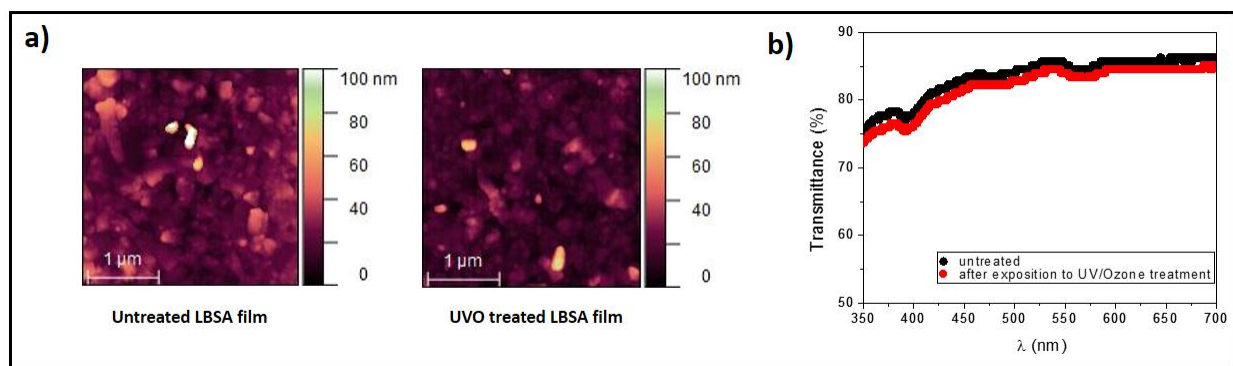 a)
100 nm
80
60
40
0
1 µm
Untreated LBSA film
100 nm
80
60
40
0
1 µm
UVO treated LBSA film
b)
90
80
70
60
50
Transmittance (%)
untreated
after exposition to UV/Ozone treatment
350 400 450 500 550 600 650 700
λ (nm)